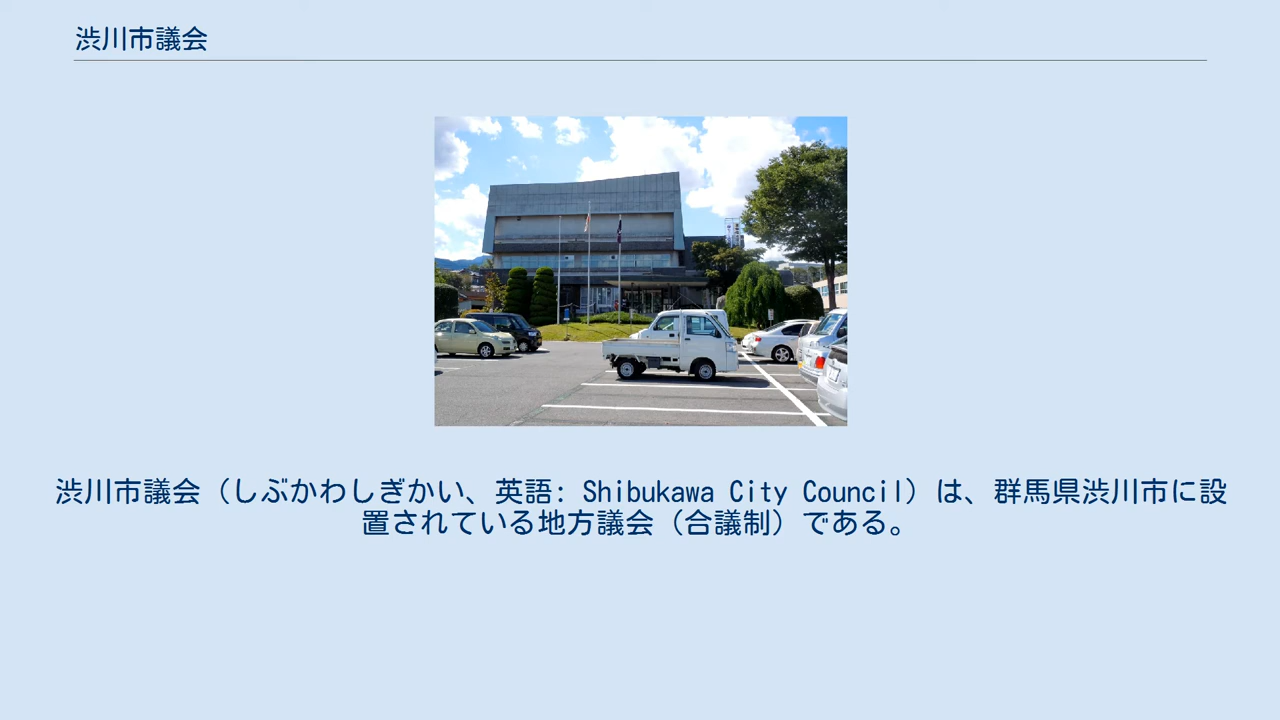 渋川市議会
渋川市議会（しぶかわしぎかい、英語: Shibukawa City Council）は、群馬県渋川市に設
置されている地方議会（合議制）である。